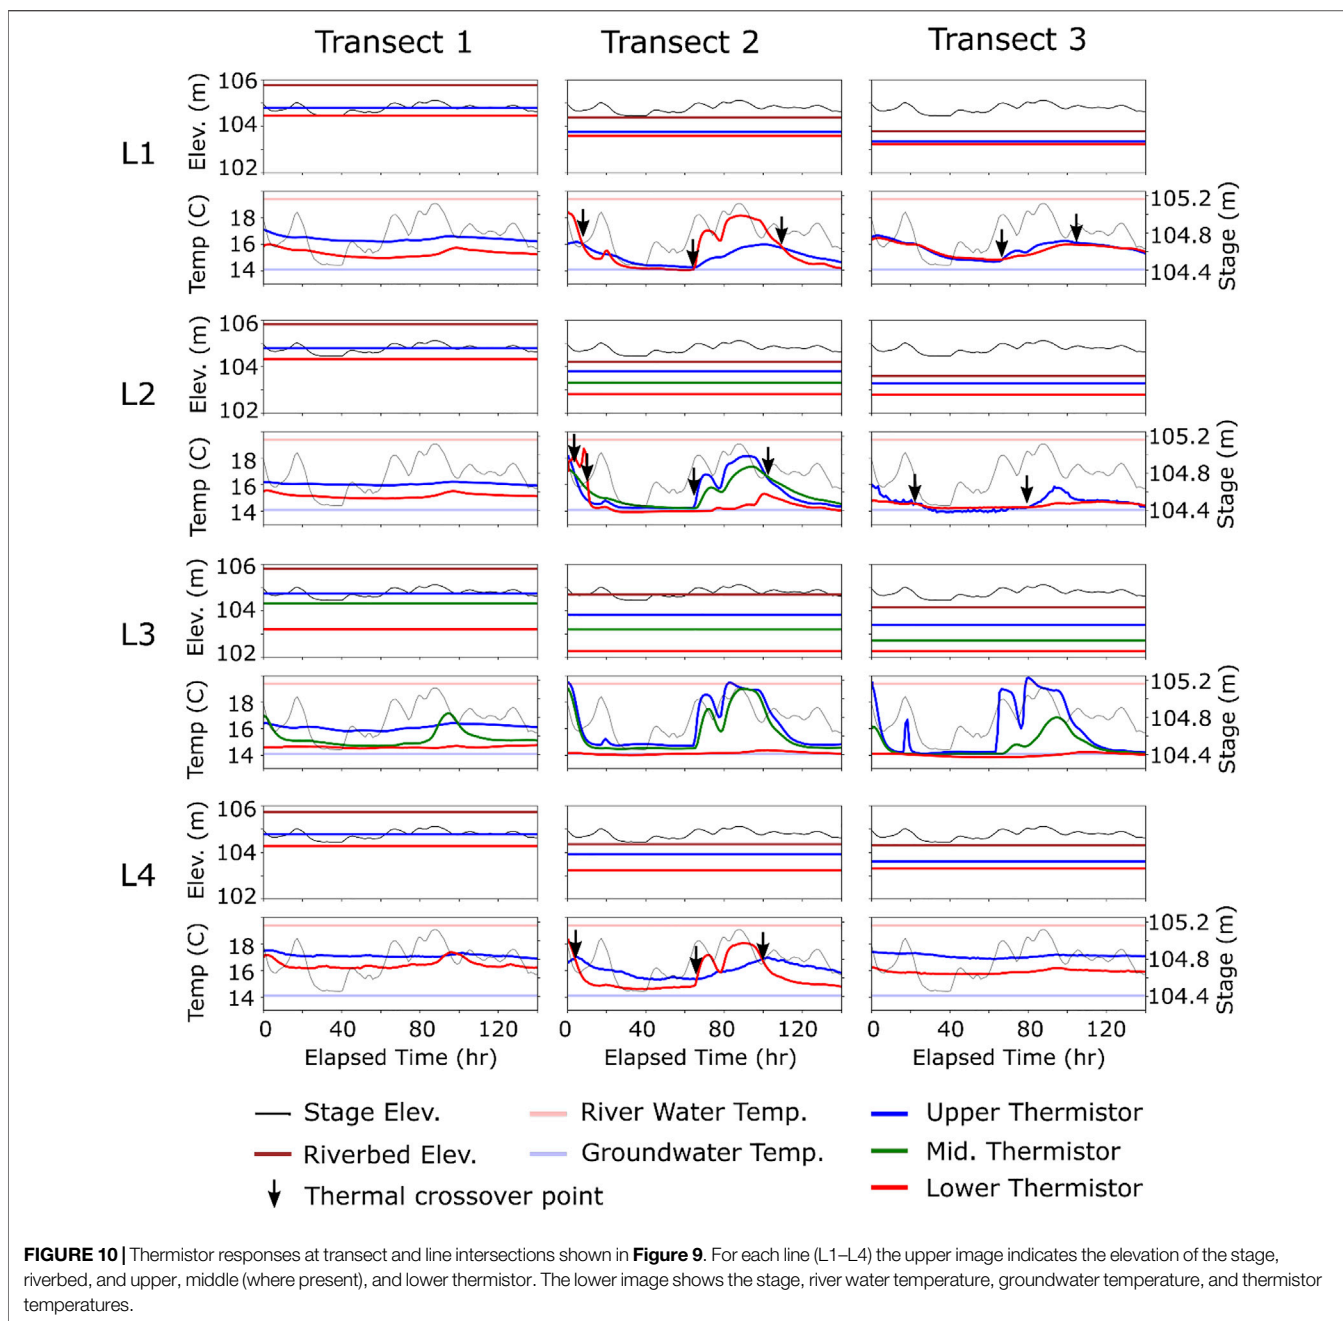 Transect 1
Transect 2
Transect 3
L1
Elev. (m)
106
104
102
Temp (C)
18
16
14
105.2
104.8
104.4
Stage (m)
L2
Elev. (m)
106
104
102
Temp (C)
18
16
14
105.2
104.8
104.4
Stage (m)
L3
Elev. (m)
106
104
102
Temp (C)
18
16
14
105.2
104.8
104.4
Stage (m)
L4
Elev. (m)
106
104
102
Temp (C)
18
16
14
105.2
104.8
104.4
Stage (m)
0 40 80 120
0 40 80 120
0 40 80 120
Elapsed Time (hr)
Elapsed Time (hr)
Elapsed Time (hr)
Stage Elev.
River Water Temp.
Upper Thermistor
Riverbed Elev.
Groundwater Temp.
Mid. Thermistor
Thermal crossover point
Lower Thermistor
FIGURE 10 | Thermistor responses at transect and line intersections shown in Figure 9. For each line (L1–L4) the upper image indicates the elevation of the stage,
riverbed, and upper, middle (where present), and lower thermistor. The lower image shows the stage, river water temperature, groundwater temperature, and thermistor
temperatures.